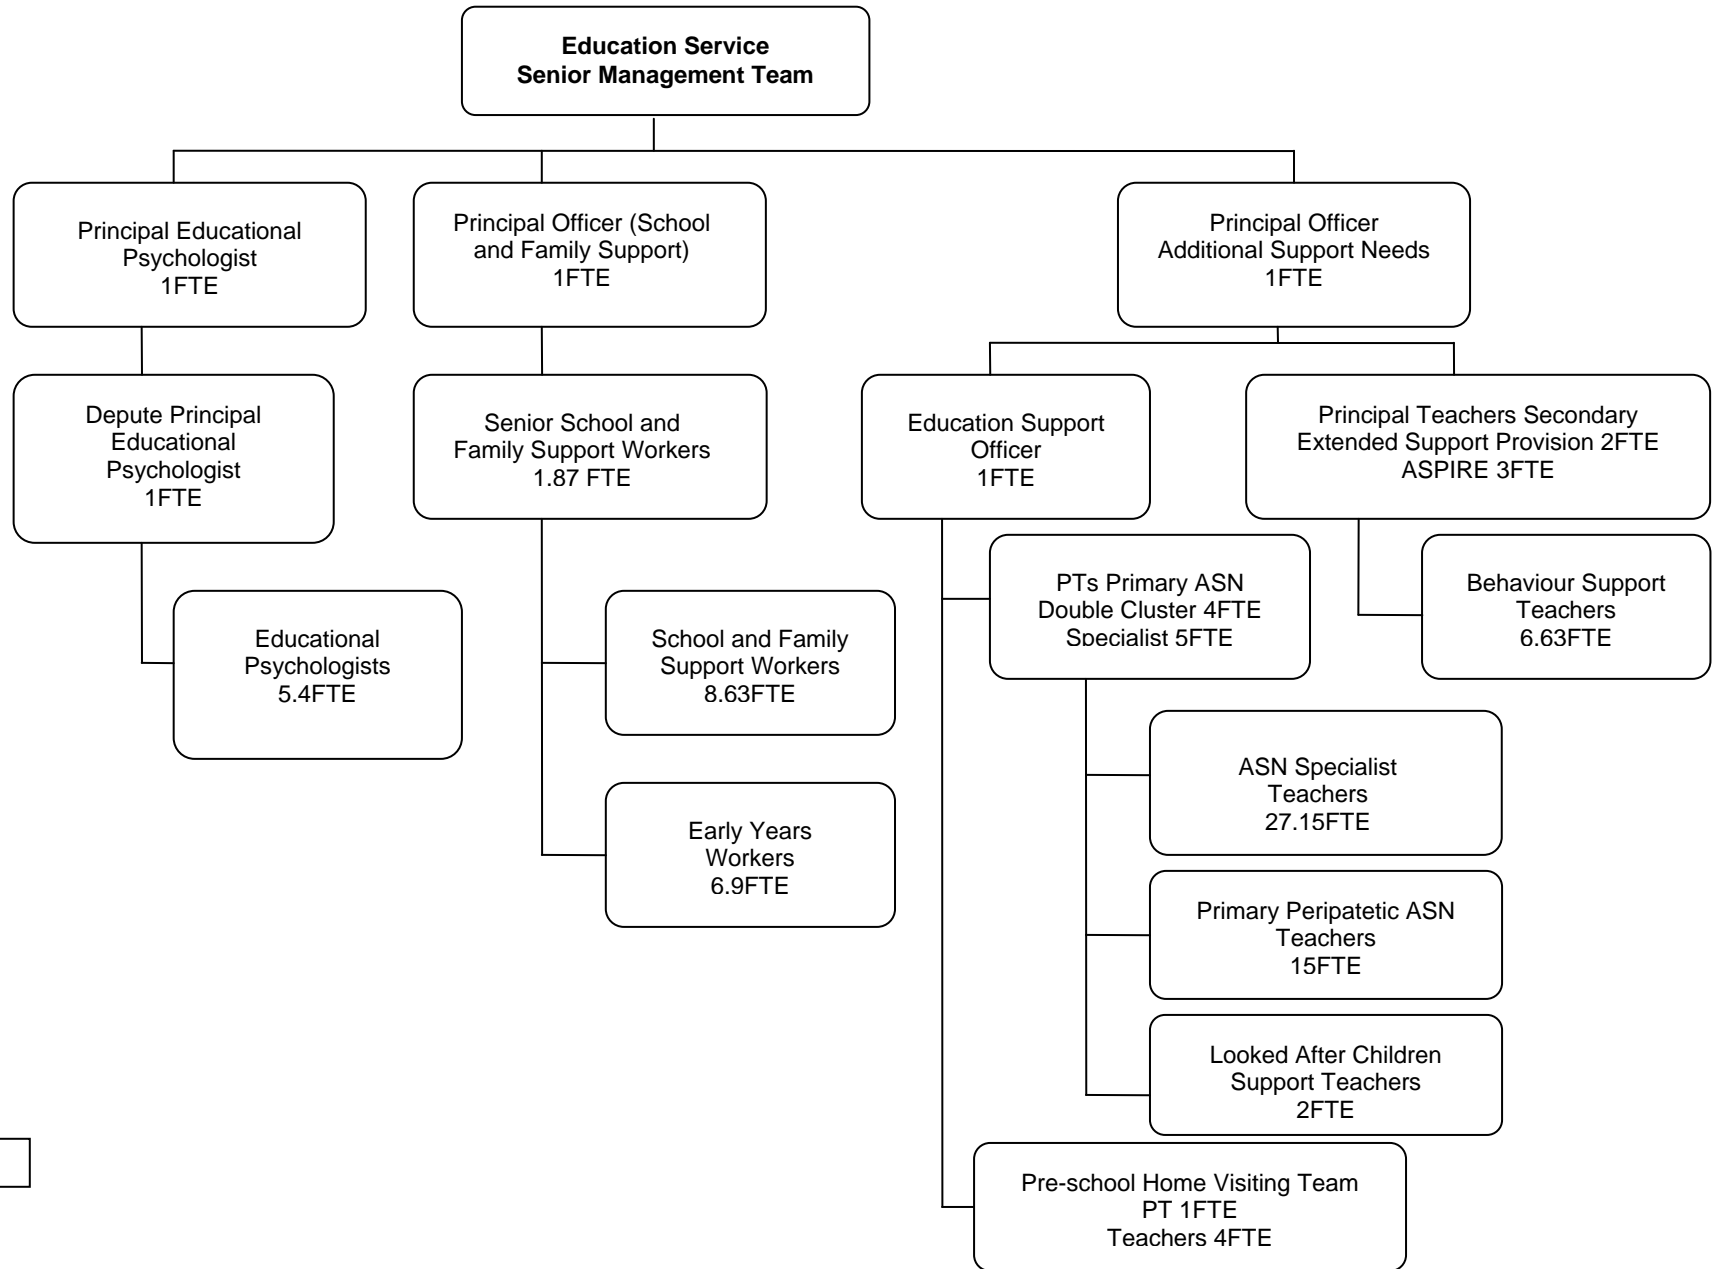 Education Service
Senior Management Team
Principal Educational
Psychologist
1FTE
Principal Officer (School
and Family Support)
1FTE
Principal Officer
Additional Support Needs
1FTE
Depute Principal
Educational
Psychologist
1FTE
Senior School and
Family Support Workers
1.87 FTE
Education Support
Officer
1FTE
Principal Teachers Secondary
Extended Support Provision 2FTE
ASPIRE 3FTE
Educational
Psychologists
5.4FTE
School and Family
Support Workers
8.63FTE
Early Years
Workers
6.9FTE
PTs Primary ASN
Double Cluster 4FTE
Specialist 5FTE
Behaviour Support
Teachers
6.63FTE
ASN Specialist
Teachers
27.15FTE
Primary Peripatetic ASN
Teachers
15FTE
Looked After Children
Support Teachers
2FTE
Pre-school Home Visiting Team
PT 1FTE
Teachers 4FTE